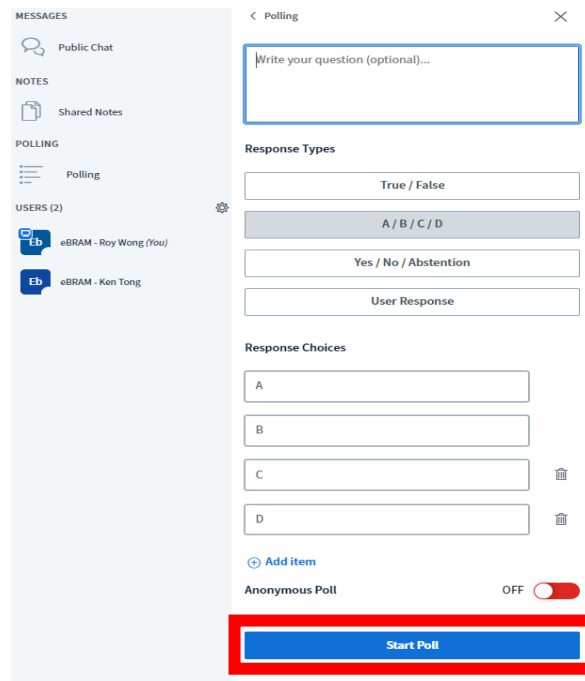 MESSAGES
Public Chat
NOTES
Shared Notes
POLLING
Polling
USERS (2)
Eb
eBRAM - Roy Wong (You)
Eb
eBRAM - Ken Tong
< Polling
Write your question (optional)...
Response Types
True / False
A / B / C / D
Yes / No / Abstention
User Response
Response Choices
A
B
C
D
Add item
Anonymous Poll OFF
Start Poll